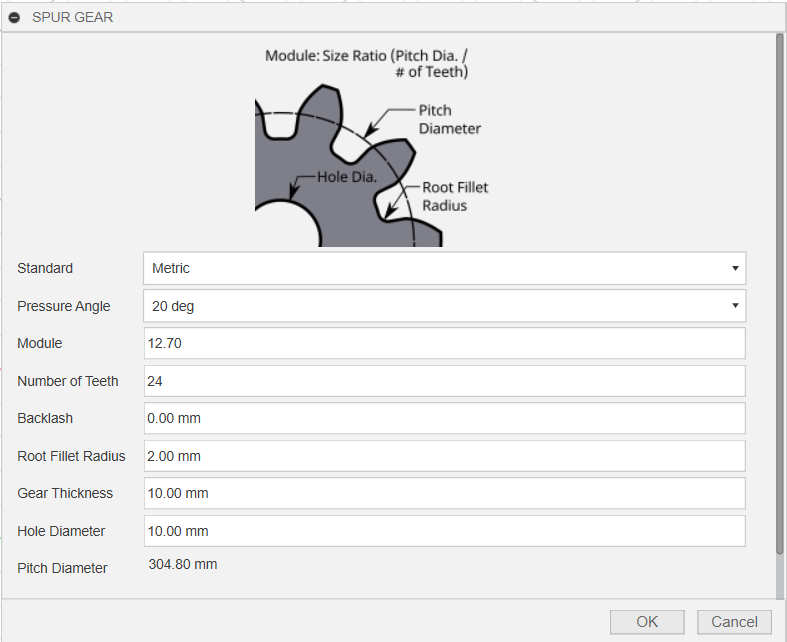 SPUR GEAR
Module: Size Ratio (Pitch Dia. /
# of Teeth)
Pitch
Diameter
Hole Dia.
Root Fillet
Radius
Standard Metric
Pressure Angle 20 deg
Module 12.70
Number of Teeth 24
Backlash 0.00 mm
Root Fillet Radius 2.00 mm
Gear Thickness 10.00 mm
Hole Diameter 10.00 mm
Pitch Diameter 304.80 mm
OK Cancel